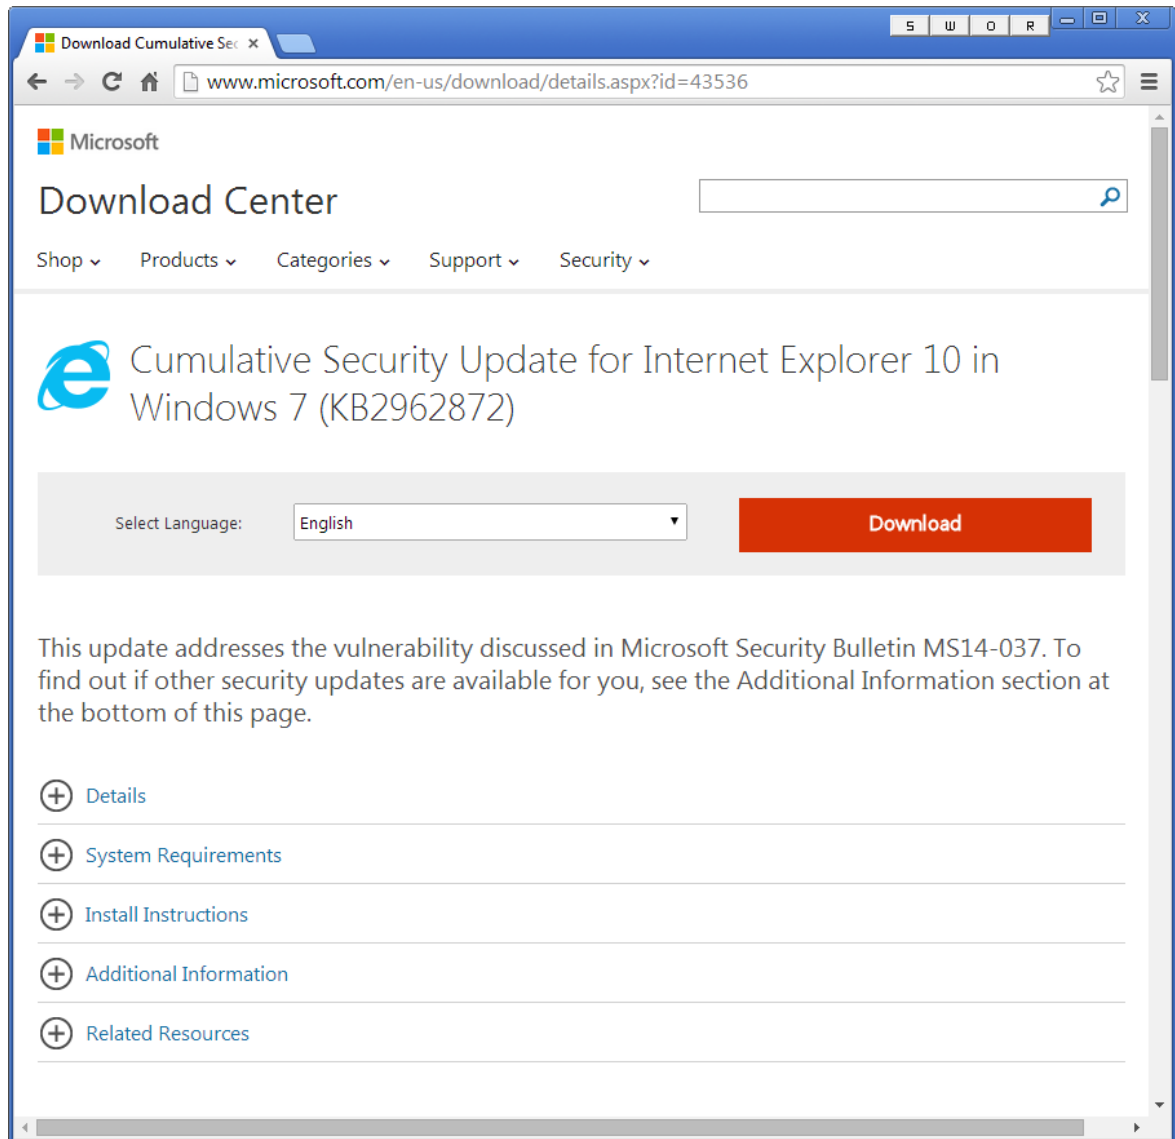 S W O R
Download Cumulative Sec
www.microsoft.com/en-us/download/details.aspx?id=43536
Microsoft
Download Center
Shop Products Categories Support Security
Cumulative Security Update for Internet Explorer 10 in
Windows 7 (KB2962872)
Select Language: English Download
This update addresses the vulnerability discussed in Microsoft Security Bulletin MS14-037. To
find out if other security updates are available for you, see the Additional Information section at
the bottom of this page.
Details
System Requirements
Install Instructions
Additional Information
Related Resources